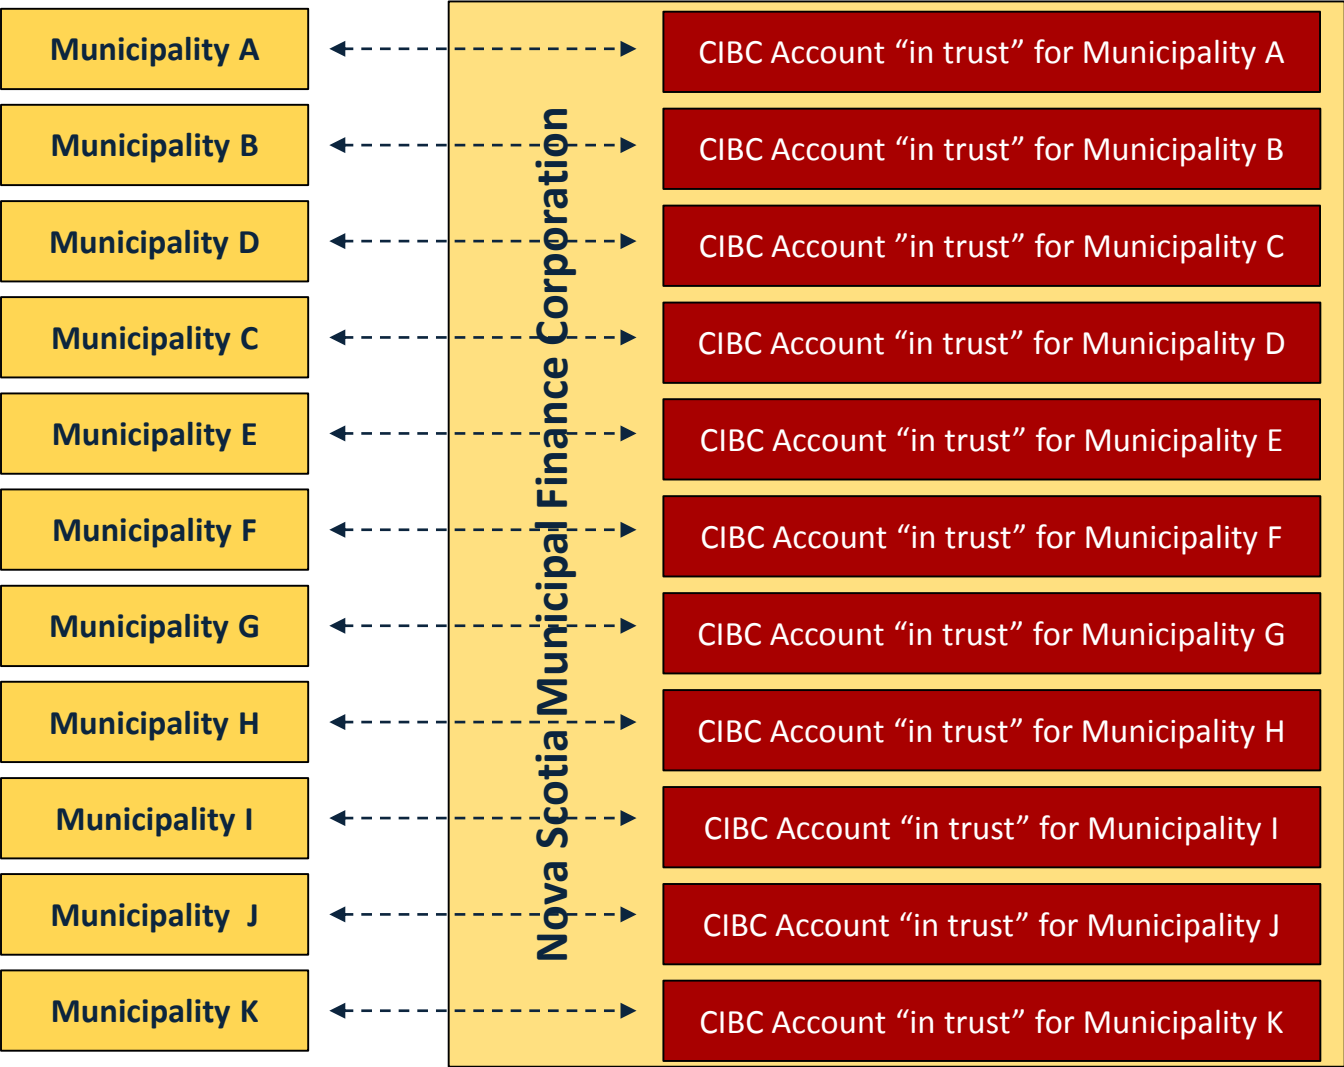 Municipality A
CIBC Account “in trust” for Municipality A
Municipality B
CIBC Account “in trust” for Municipality B
Municipality D
CIBC Account ”in trust” for Municipality C
Municipality C
CIBC Account “in trust” for Municipality D
Municipality E
CIBC Account “in trust” for Municipality E
Municipality F
CIBC Account “in trust” for Municipality F
Municipality G
CIBC Account “in trust” for Municipality G
Municipality H
CIBC Account “in trust” for Municipality H
Municipality I
CIBC Account “in trust” for Municipality I
Municipality J
CIBC Account “in trust” for Municipality J
Municipality K
CIBC Account “in trust” for Municipality K
Nova Scotia Municipal Finance Corporation